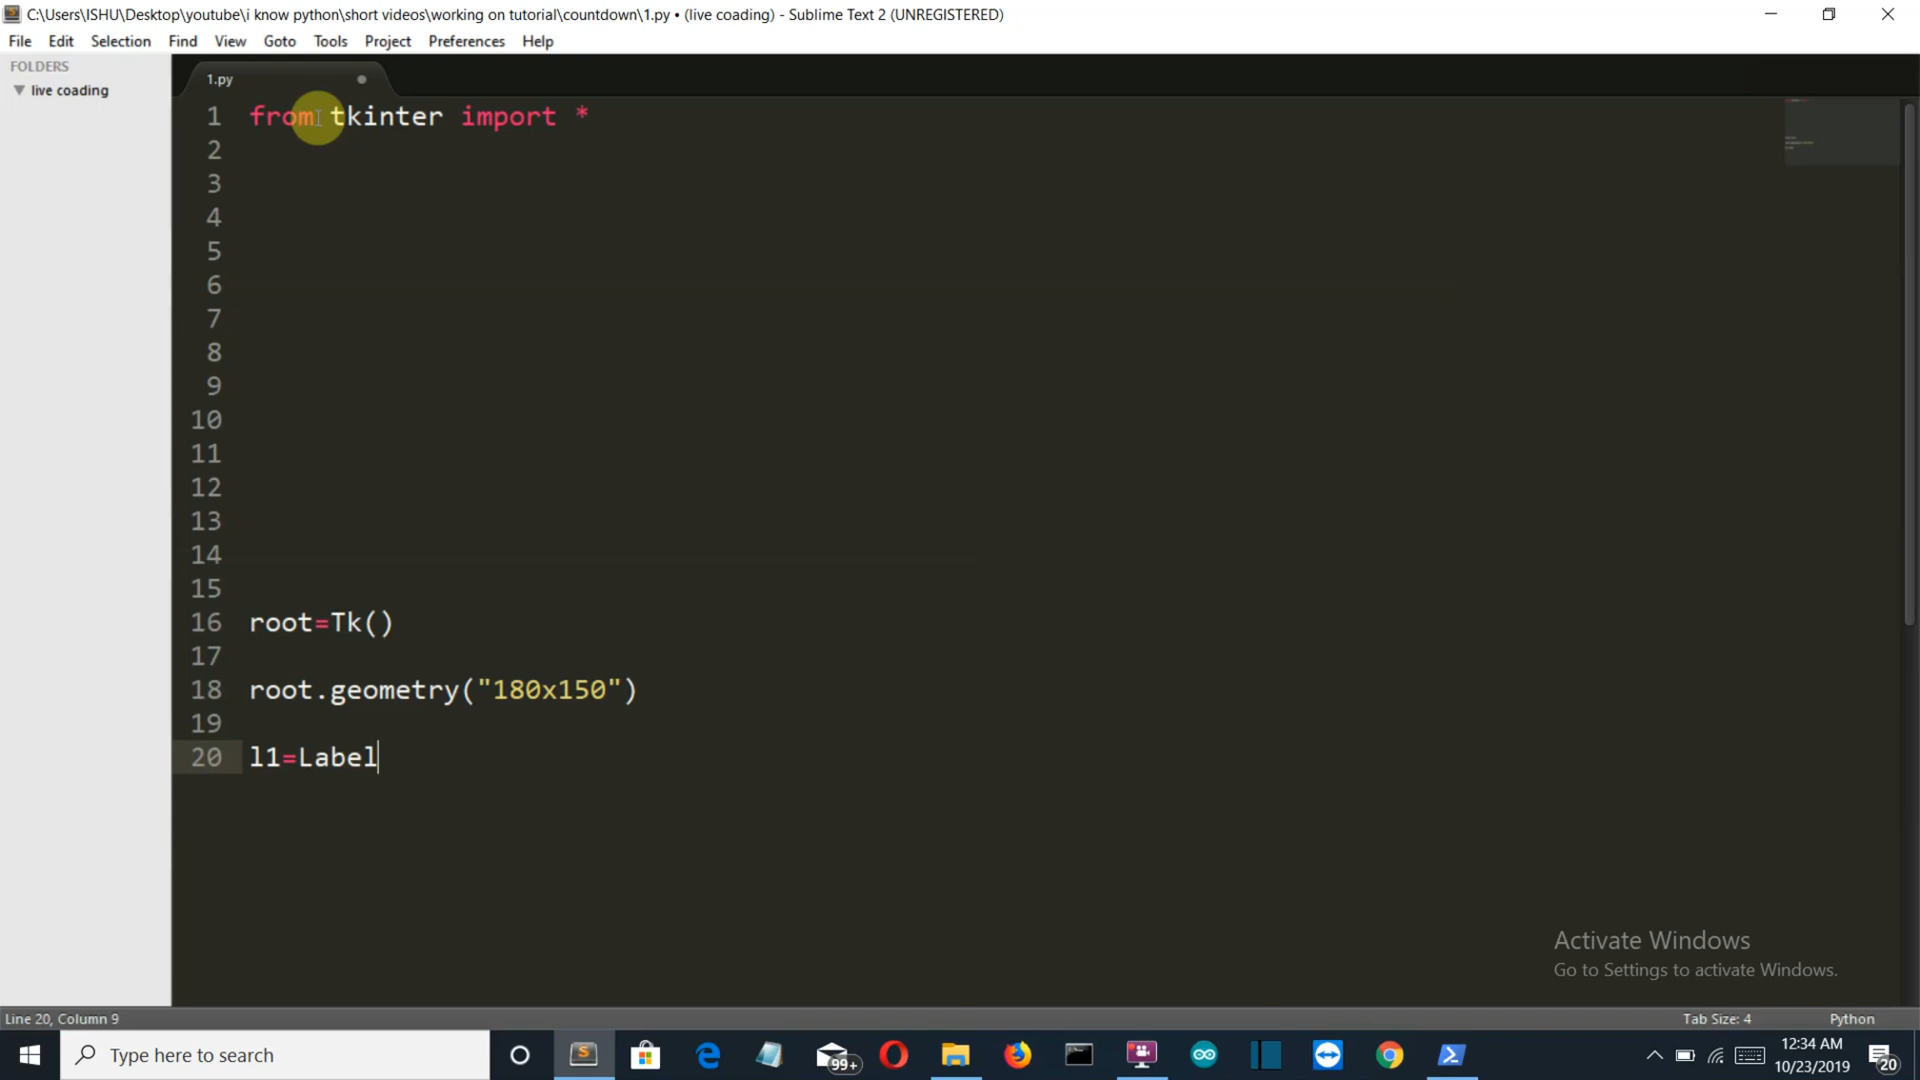 C:\Users\ISHU\Desktop\youtube\i know python\short videos\working on tutorial\countdown\1.py • (live coading) - Sublime Text 2 (UNREGISTERED)
File Edit Selection Find View Goto Tools Project Preferences Help
FOLDERS
live coading
1.py
1 from tkinter import *
2
3
4
5
6
7
8
9
10
11
12
13
14
15
16 root=Tk()
17
18 root.geometry("180x150")
19
20 l1=Label
Activate Windows
Go to Settings to activate Windows.
Line 20, Column 9 Tab Size: 4 Python
Type here to search
99+
12:34 AM
10/23/2019
20